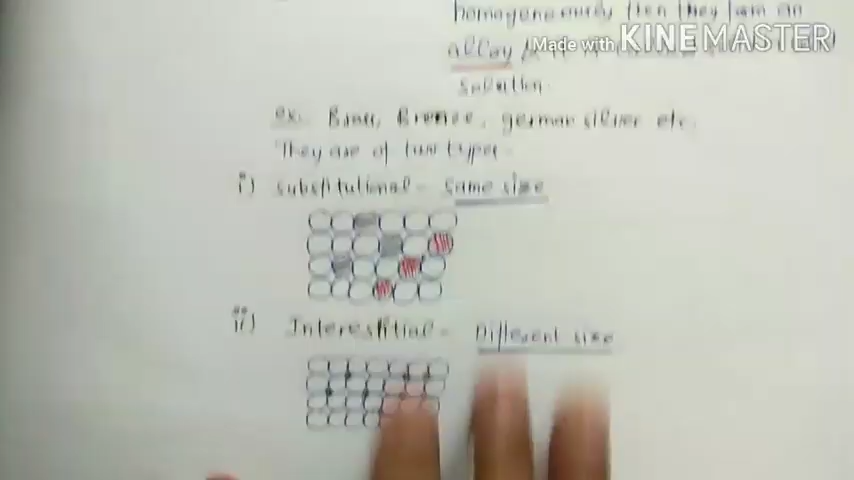 homogeneously then they form an
Made with KINEMASTER
alloy
solution.
ex. Brass, Bronze, german silver etc.
They are of two types -
i) Substitutional - Same size
ii) Interestitial - Different size